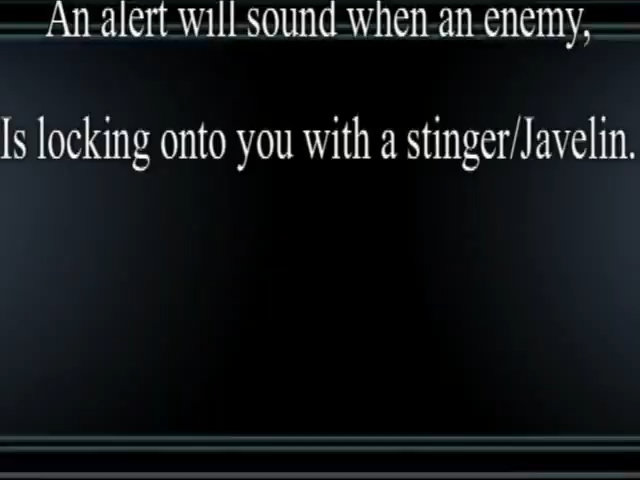 An alert will sound when an enemy,
Is locking onto you with a stinger/Javelin.